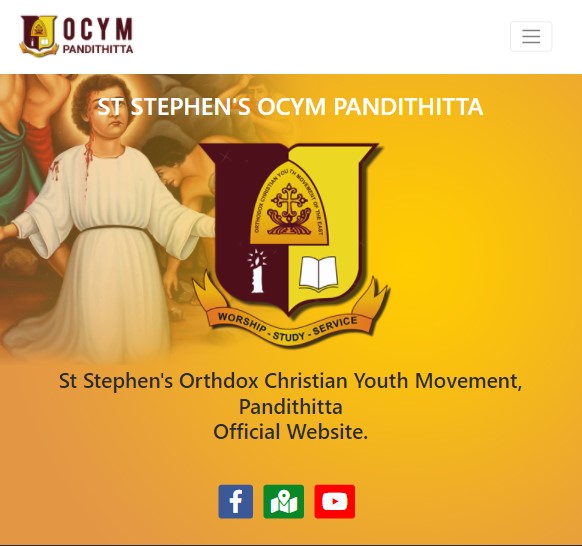 OCYM
PANDITHITTA
ST STEPHEN'S OCYM PANDITHITTA
ORTHODOX CHRISTIAN YOUTH MOVEMENT OF THE EAST
WORSHIP - STUDY - SERVICE
St Stephen's Orthdox Christian Youth Movement,
Pandithitta
Official Website.